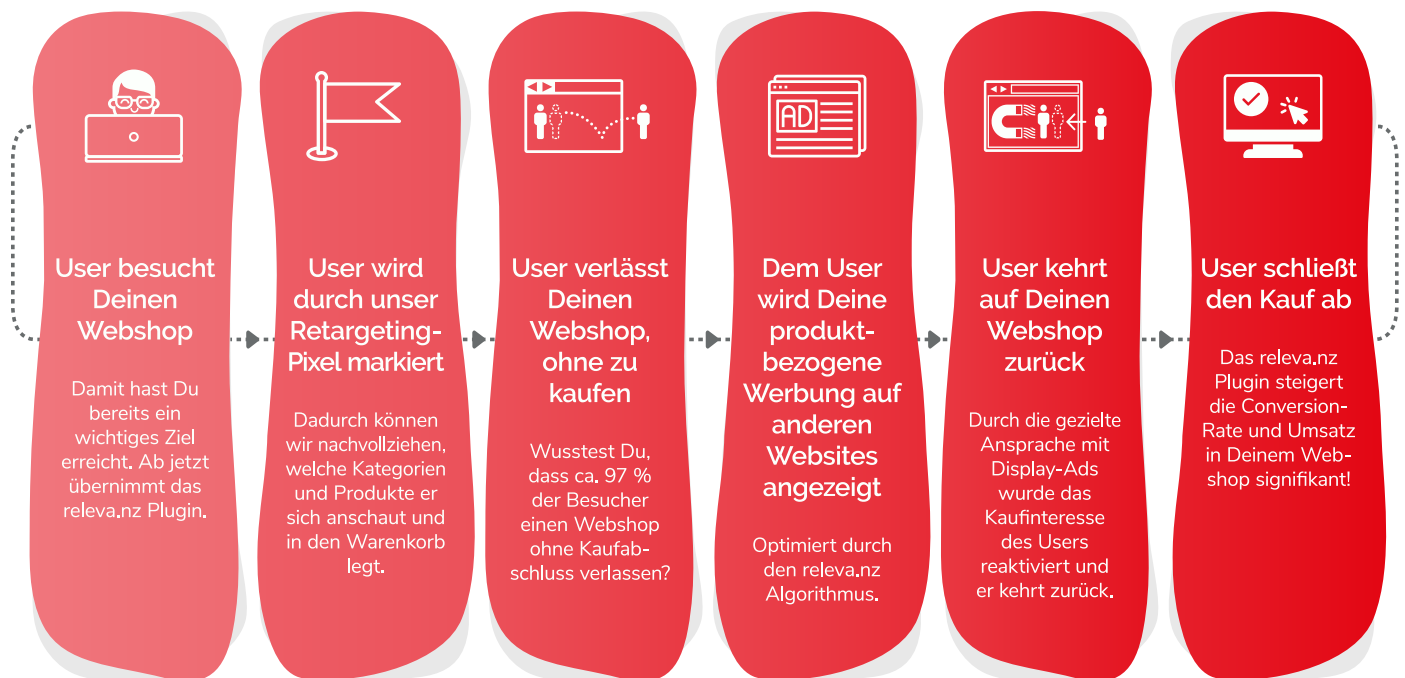 User besucht
Deinen
Webshop
Damit hast Du
bereits ein
wichtiges Ziel
erreicht. Ab jetzt
übernimmt das
releva.nz Plugin.
User wird
durch unser
Retargeting-
Pixel markiert
Dadurch können
wir nachvollziehen,
welche Kategorien
und Produkte er
sich anschaut und
in den Warenkorb
legt.
User verlässt
Deinen
Webshop,
ohne zu
kaufen
Wusstest Du,
dass ca. 97 %
der Besucher
einen Webshop
ohne Kaufab-
schluss verlassen?
AD
Dem User
wird Deine
produkt-
bezogene
Werbung auf
anderen
Websites
angezeigt
Optimiert durch
den releva.nz
Algorithmus.
User kehrt
auf Deinen
Webshop
zurück
Durch die gezielte
Ansprache mit
Display-Ads
wurde das
Kaufinteresse
des Users
reaktiviert und
er kehrt zurück.
User schließt
den Kauf ab
Das releva.nz
Plugin steigert
die Conversion-
Rate und Umsatz
in Deinem Web-
shop signifikant!